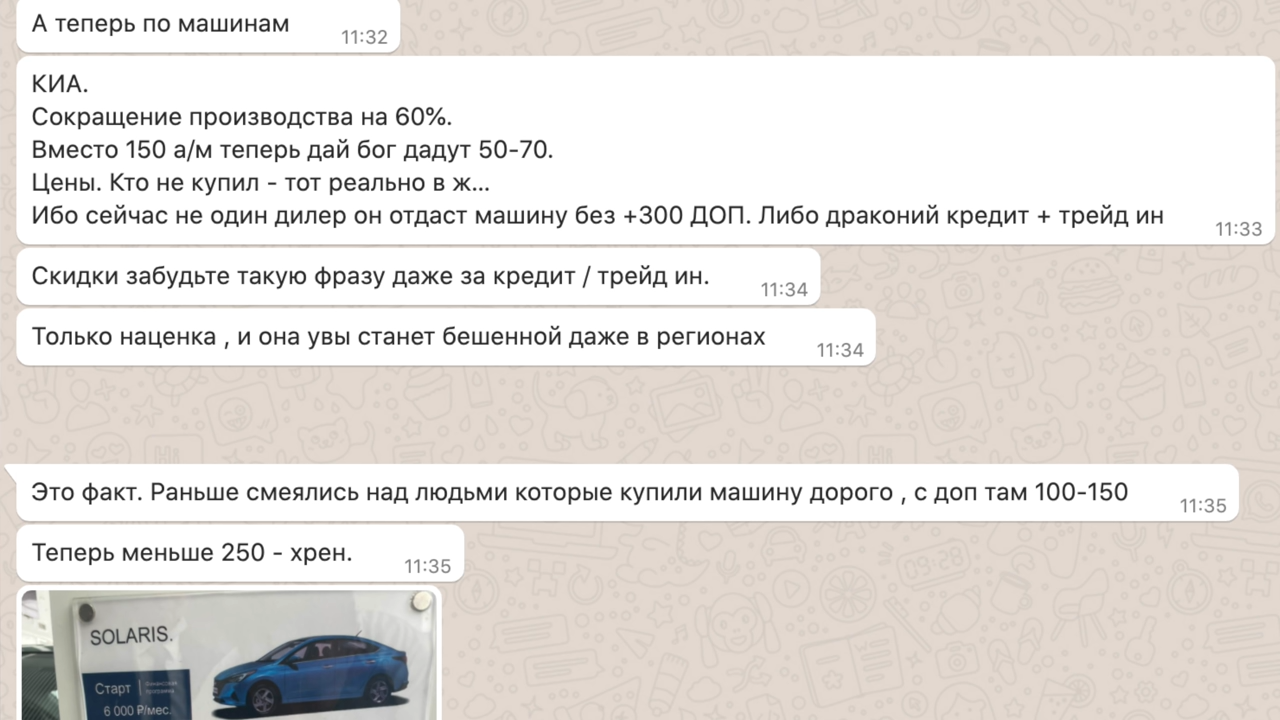 А теперь по машинам
11:32
КИА.
Сокращение производства на 60%.
Вместо 150 а/м теперь дай бог дадут 50-70.
Цены. Кто не купил - тот реально в ж...
Ибо сейчас не один дилер он отдаст машину без +300 ДОП. Либо драконий кредит + трейд ин
11:33
Скидки забудьте такую фразу даже за кредит / трейд ин.
11:34
Только наценка , и она увы станет бешенной даже в регионах
11:34
Это факт. Раньше смеялись над людьми которые купили машину дорого , с доп там 100-150
11:35
Теперь меньше 250 - хрен.
11:35
SOLARIS.
Старт
финансовая
программа
6 000 ₽/мес.